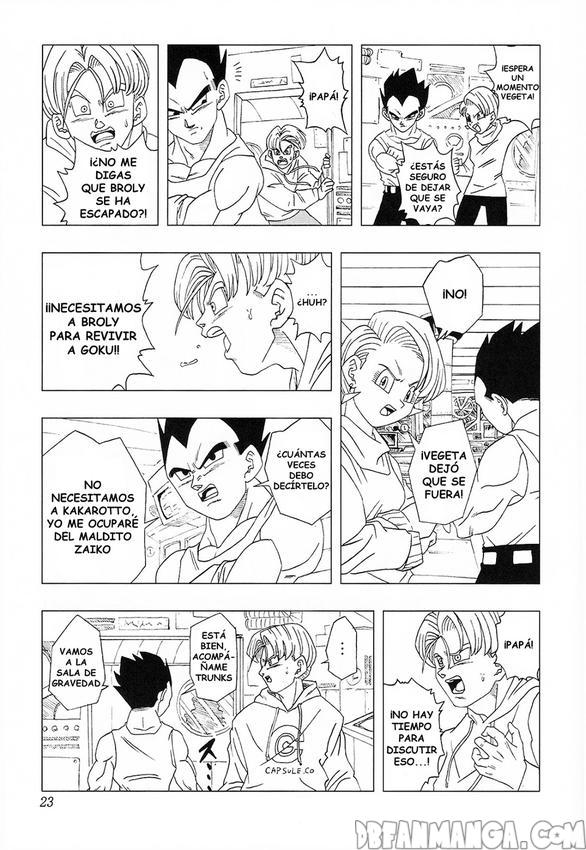 ¡ESPERA
UN
MOMENTO
VEGETA!
¿ESTÁS
SEGURO
DE DEJAR
QUE SE
VAYA?
¡PAPÁ!
¡¿NO ME
DIGAS
QUE BROLY
SE HA
ESCAPADO?!
¡NO!
¡VEGETA
DEJÓ
QUE SE
FUERA!
...
¿HUH?
¡¡NECESITAMOS
A BROLY
PARA REVIVIR
A GOKU!!
¿CUÁNTAS
VECES
DEBO
DECÍRTELO?
NO
NECESITAMOS
A KAKAROTTO,
YO ME OCUPARÉ
DEL MALDITO
ZAIKO
¡PAPÁ!
¡NO HAY
TIEMPO
PARA
DISCUTIR
ESO...!
...
ESTÁ
BIEN,
ACOMPÁ-
ÑAME
TRUNKS
VAMOS
A LA
SALA DE
GRAVEDAD
CAPSULE.CO
23
DBFANMANGA.COM